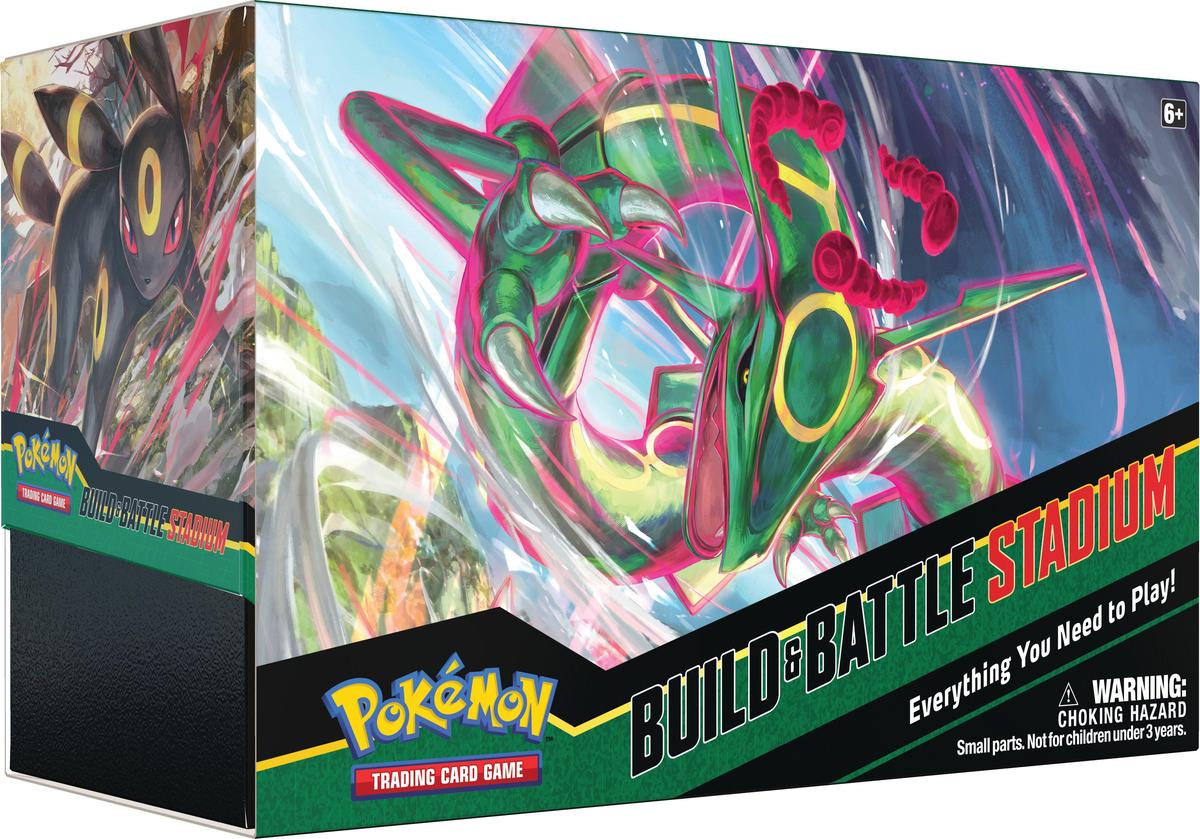 POKéMON
TRADING CARD GAME
BUILD & BATTLE STADIUM
6+
POKéMON™
TRADING CARD GAME
BUILD & BATTLE STADIUM
Everything You Need to Play!
⚠ WARNING:
CHOKING HAZARD
Small parts. Not for children under 3 years.